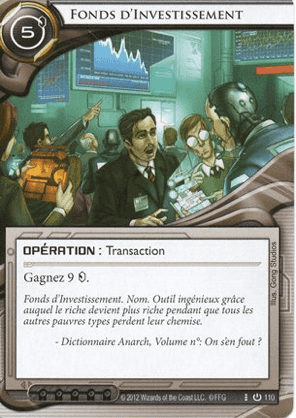 Fonds d'Investissement
5
OPÉRATION : Transaction
Gagnez 9 .
Fonds d'Investissement. Nom. Outil ingénieux grâce
auquel le riche devient plus riche pendant que tous les
autres pauvres types perdent leur chemise.
- Dictionnaire Anarch, Volume n°: On s'en fout ?
Illus. Gong Studios
© 2012 Wizards of the Coast LLC. © FFG
110